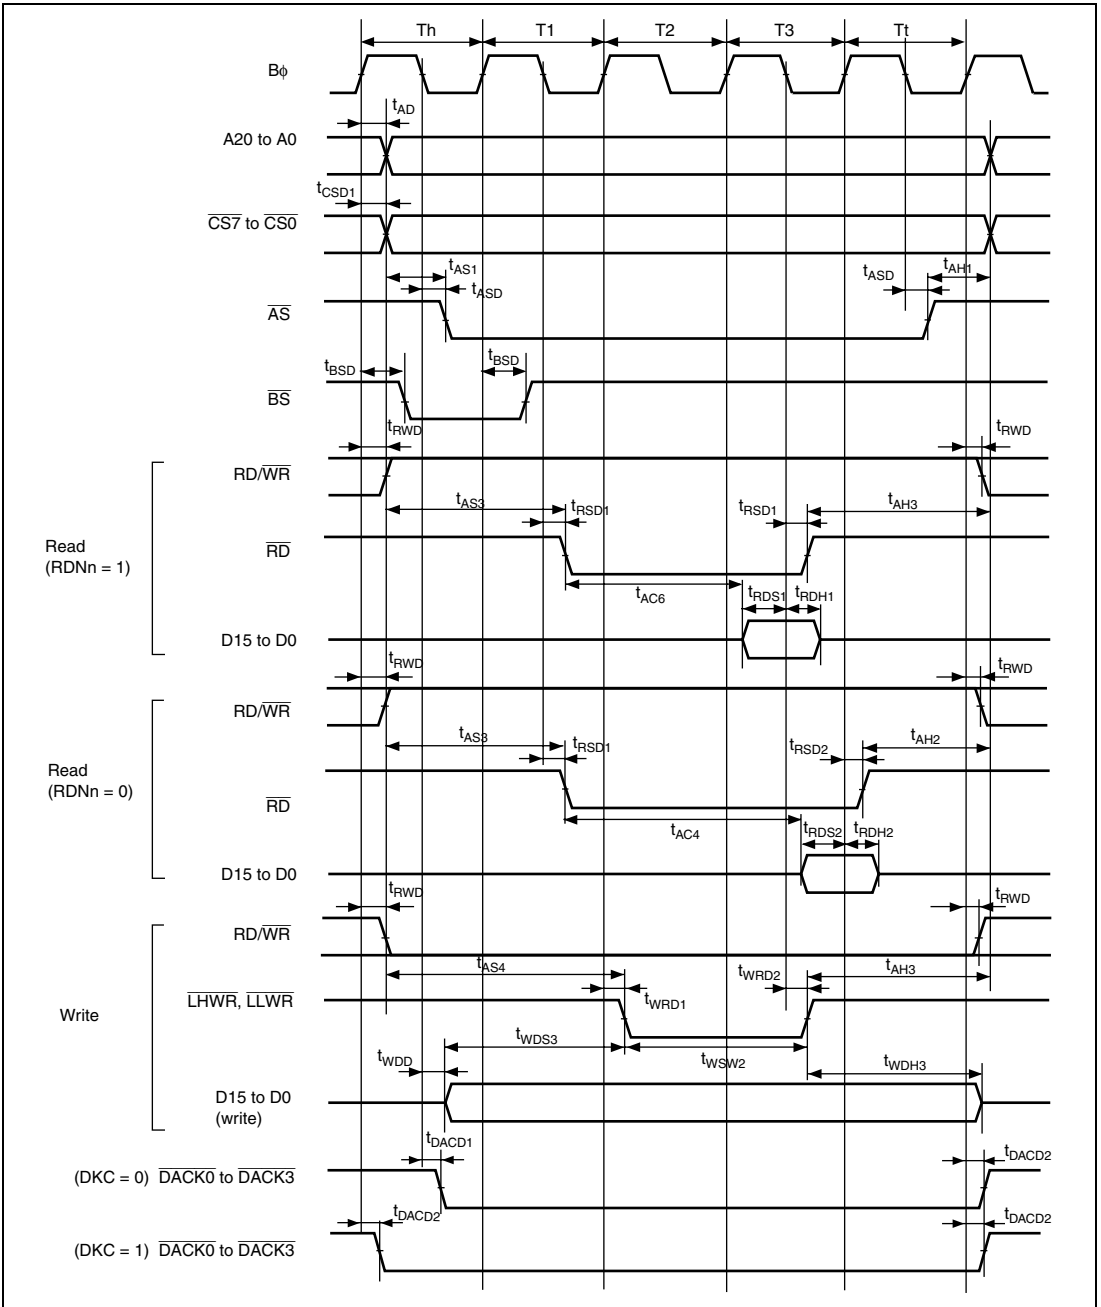 Th T1 T2 T3 Tt
Bϕ
tAD
A20 to A0
tCSD1
CS7 to CS0
tAS1 tASD tASD tAH1
AS
tBSD tBSD
BS
tRWD tRWD
RD/WR
tAS3 tRSD1 tRSD1 tAH3
Read
(RDNn = 1)
RD
tAC6 tRDS1 tRDH1
D15 to D0
tRWD tRWD
RD/WR
tAS3 tRSD1 tRSD2 tAH2
Read
(RDNn = 0)
RD
tAC4 tRDS2 tRDH2
D15 to D0
tRWD tRWD
RD/WR
tAS4 tWRD2 tAH3
LHWR, LLWR
tWRD1
Write
tWDS3 tWSW2
tWDD tWDH3
D15 to D0
(write)
tDACD1 tDACD2
(DKC = 0) DACK0 to DACK3
tDACD2 tDACD2
(DKC = 1) DACK0 to DACK3